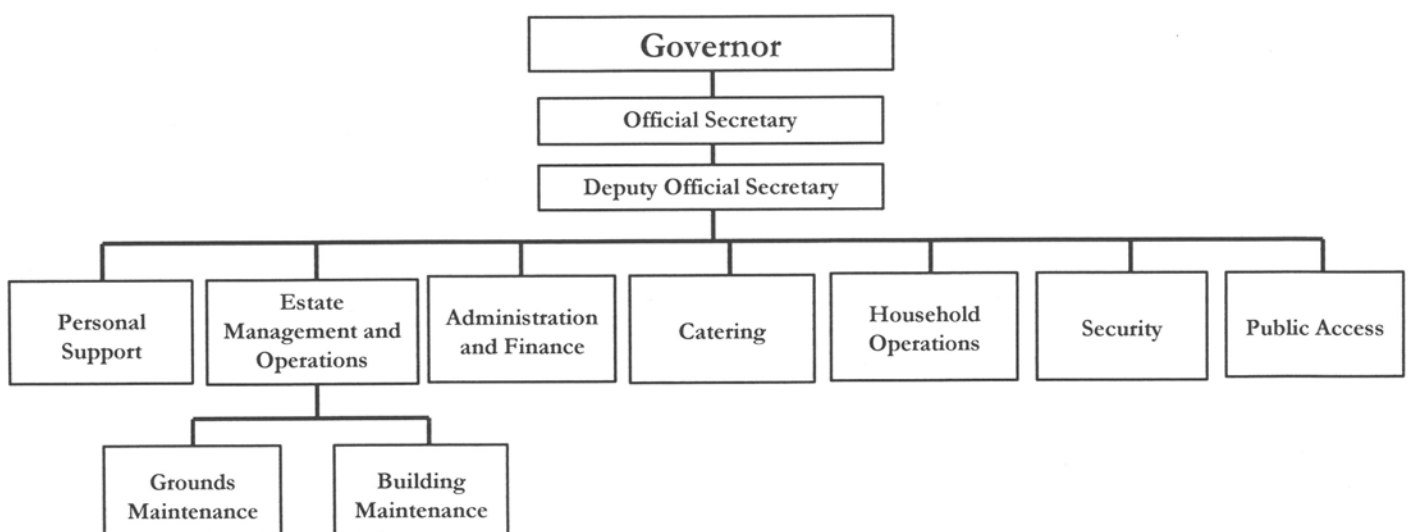 Governor
Official Secretary
Deputy Official Secretary
Personal
Support
Estate
Management and
Operations
Administration
and Finance
Catering
Household
Operations
Security
Public Access
Grounds
Maintenance
Building
Maintenance